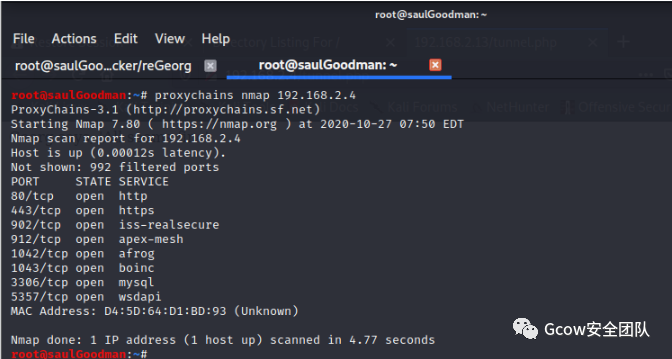 root@saulGoodman: ~
File Actions Edit View Help
root@saulGoo...cker/reGeorg root@saulGoodman: ~
root@saulGoodman:~# proxychains nmap 192.168.2.4
ProxyChains-3.1 (http://proxychains.sf.net)
Starting Nmap 7.80 ( https://nmap.org ) at 2020-10-27 07:50 EDT
Nmap scan report for 192.168.2.4
Host is up (0.00012s latency).
Not shown: 992 filtered ports
PORT     STATE SERVICE
80/tcp   open  http
443/tcp  open  https
902/tcp  open  iss-realsecure
912/tcp  open  apex-mesh
1042/tcp open  afrog
1043/tcp open  boinc
3306/tcp open  mysql
5357/tcp open  wsdapi
MAC Address: D4:5D:64:D1:BD:93 (Unknown)
Nmap done: 1 IP address (1 host up) scanned in 4.77 seconds
root@saulGoodman:~#
Gcow安全团队